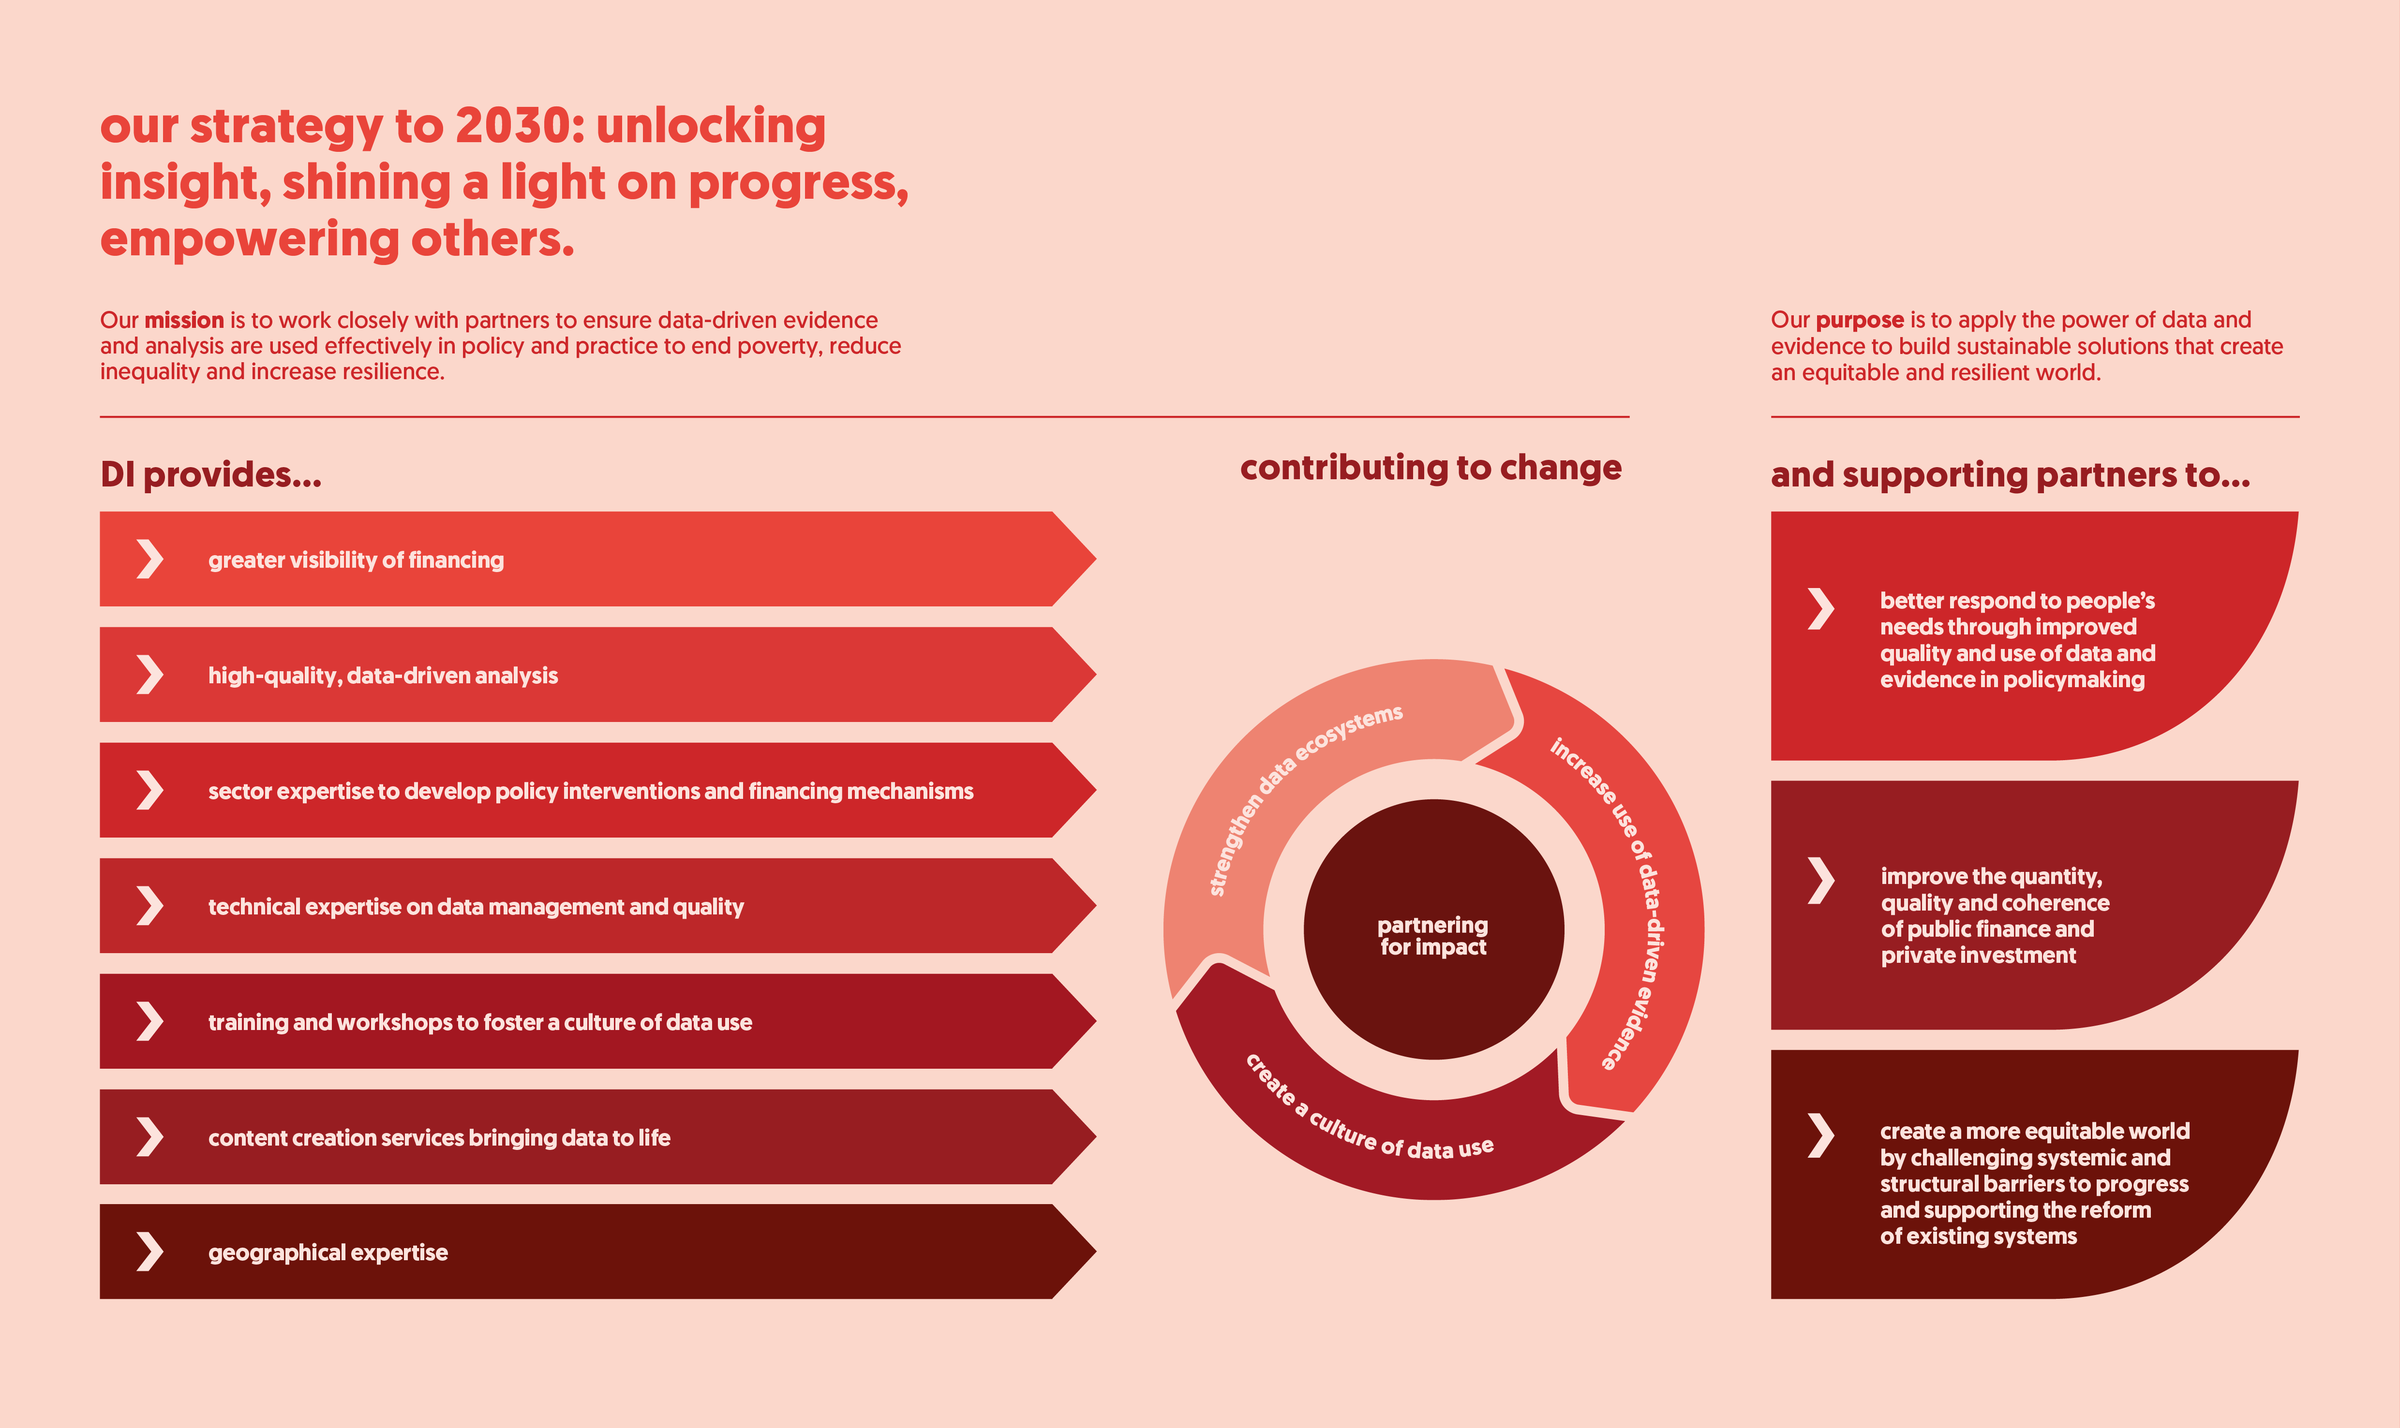 our strategy to 2030: unlocking
insight, shining a light on progress,
empowering others.
Our mission is to work closely with partners to ensure data-driven evidence
and analysis are used effectively in policy and practice to end poverty, reduce
inequality and increase resilience.
Our purpose is to apply the power of data and
evidence to build sustainable solutions that create
an equitable and resilient world.
DI provides...
greater visibility of financing
high-quality, data-driven analysis
sector expertise to develop policy interventions and financing mechanisms
technical expertise on data management and quality
training and workshops to foster a culture of data use
content creation services bringing data to life
geographical expertise
contributing to change
strengthen data ecosystems
increase use of data-driven evidence
create a culture of data use
partnering
for impact
and supporting partners to...
better respond to people’s
needs through improved
quality and use of data and
evidence in policymaking
improve the quantity,
quality and coherence
of public finance and
private investment
create a more equitable world
by challenging systemic and
structural barriers to progress
and supporting the reform
of existing systems